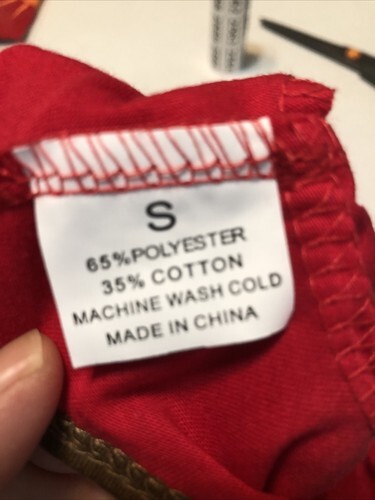 S
65%POLYESTER
35% COTTON
MACHINE WASH COLD
MADE IN CHINA